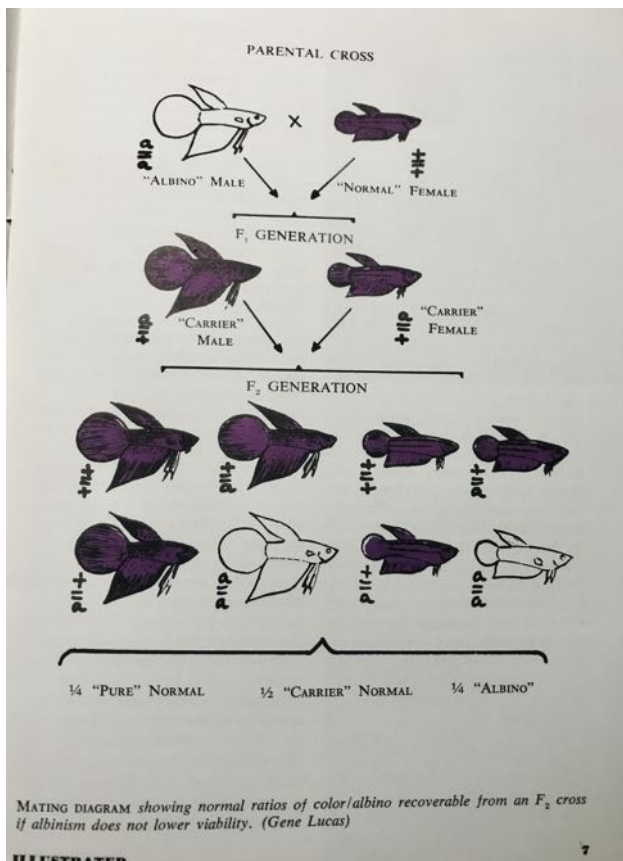 PARENTAL CROSS
"ALBINO" MALE
×
"NORMAL" FEMALE
F₁ GENERATION
"CARRIER" MALE
"CARRIER" FEMALE
F₂ GENERATION
¼ "PURE" NORMAL ½ "CARRIER" NORMAL ¼ "ALBINO"
MATING DIAGRAM showing normal ratios of color/albino recoverable from an F₂ cross
if albinism does not lower viability. (Gene Lucas)
ILLUSTRATED 7